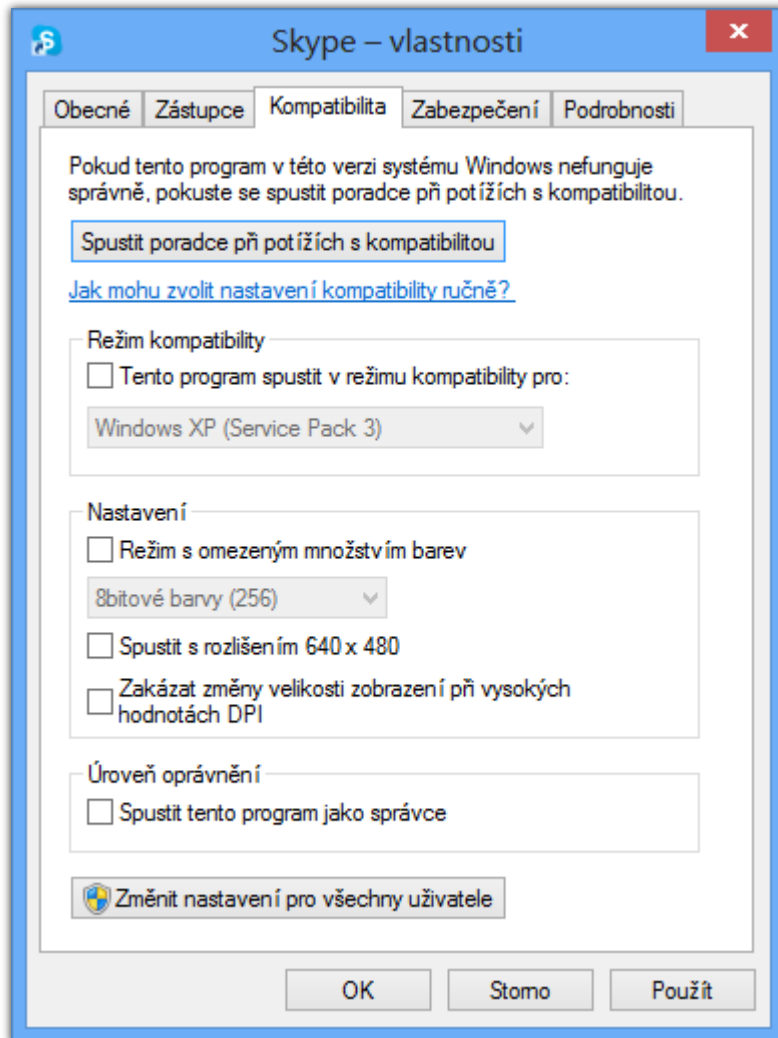 Skype – vlastnosti
Obecné Zástupce Kompatibilita Zabezpečení Podrobnosti
Pokud tento program v této verzi systému Windows nefunguje
správně, pokuste se spustit poradce při potížích s kompatibilitou.
Spustit poradce při potížích s kompatibilitou
Jak mohu zvolit nastavení kompatibility ručně?
Režim kompatibility
Tento program spustit v režimu kompatibility pro:
Windows XP (Service Pack 3)
Nastavení
Režim s omezeným množstvím barev
8bitové barvy (256)
Spustit s rozlišením 640 x 480
Zakázat změny velikosti zobrazení při vysokých
hodnotách DPI
Úroveň oprávnění
Spustit tento program jako správce
Změnit nastavení pro všechny uživatele
OK Storno Použít